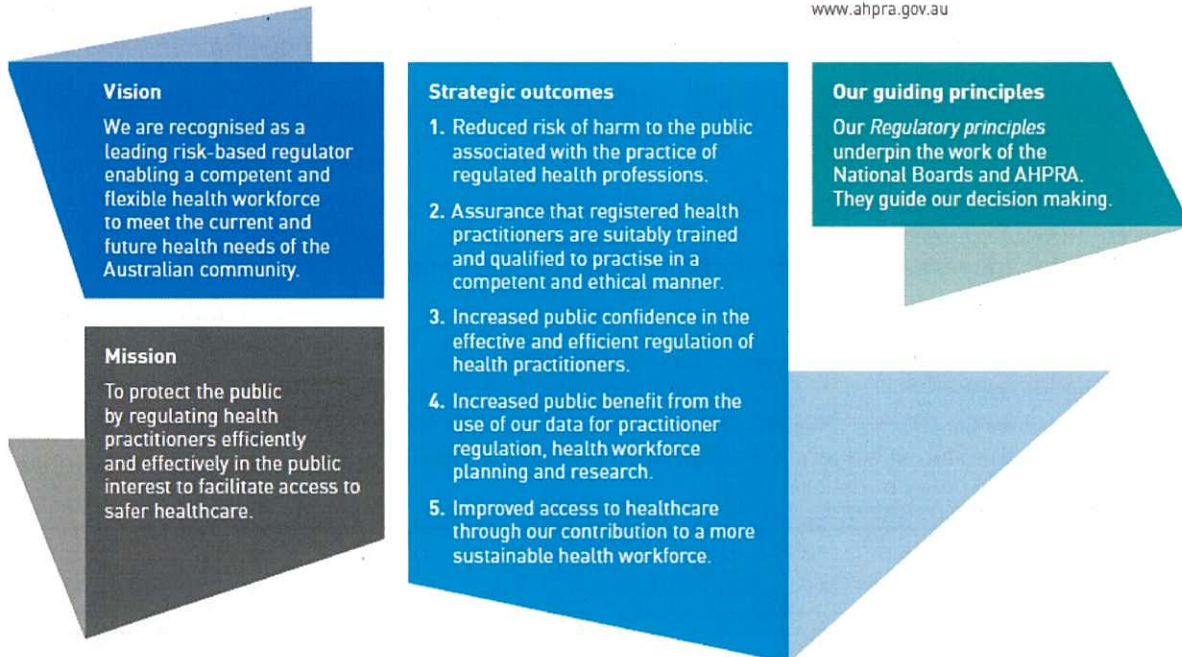 www.ahpra.gov.au
Vision
We are recognised as a
leading risk-based regulator
enabling a competent and
flexible health workforce
to meet the current and
future health needs of the
Australian community.
Mission
To protect the public
by regulating health
practitioners efficiently
and effectively in the public
interest to facilitate access to
safer healthcare.
Strategic outcomes
1. Reduced risk of harm to the public
associated with the practice of
regulated health professions.
2. Assurance that registered health
practitioners are suitably trained
and qualified to practise in a
competent and ethical manner.
3. Increased public confidence in the
effective and efficient regulation of
health practitioners.
4. Increased public benefit from the
use of our data for practitioner
regulation, health workforce
planning and research.
5. Improved access to healthcare
through our contribution to a more
sustainable health workforce.
Our guiding principles
Our Regulatory principles
underpin the work of the
National Boards and AHPRA.
They guide our decision making.